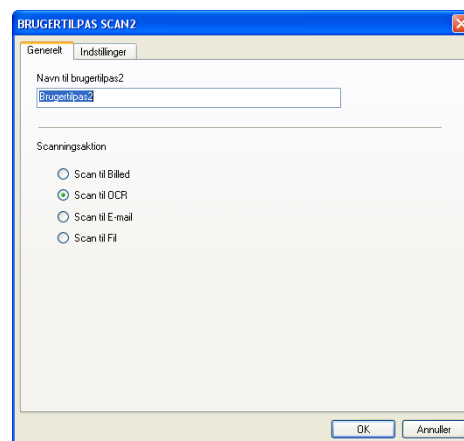 BRUGERTILPAS SCAN2
Generelt Indstillinger
Navn til brugertilpas2
Brugertilpas2
Scanningsaktion
Scan til Billed
Scan til OCR
Scan til E-mail
Scan til Fil
OK Annuller